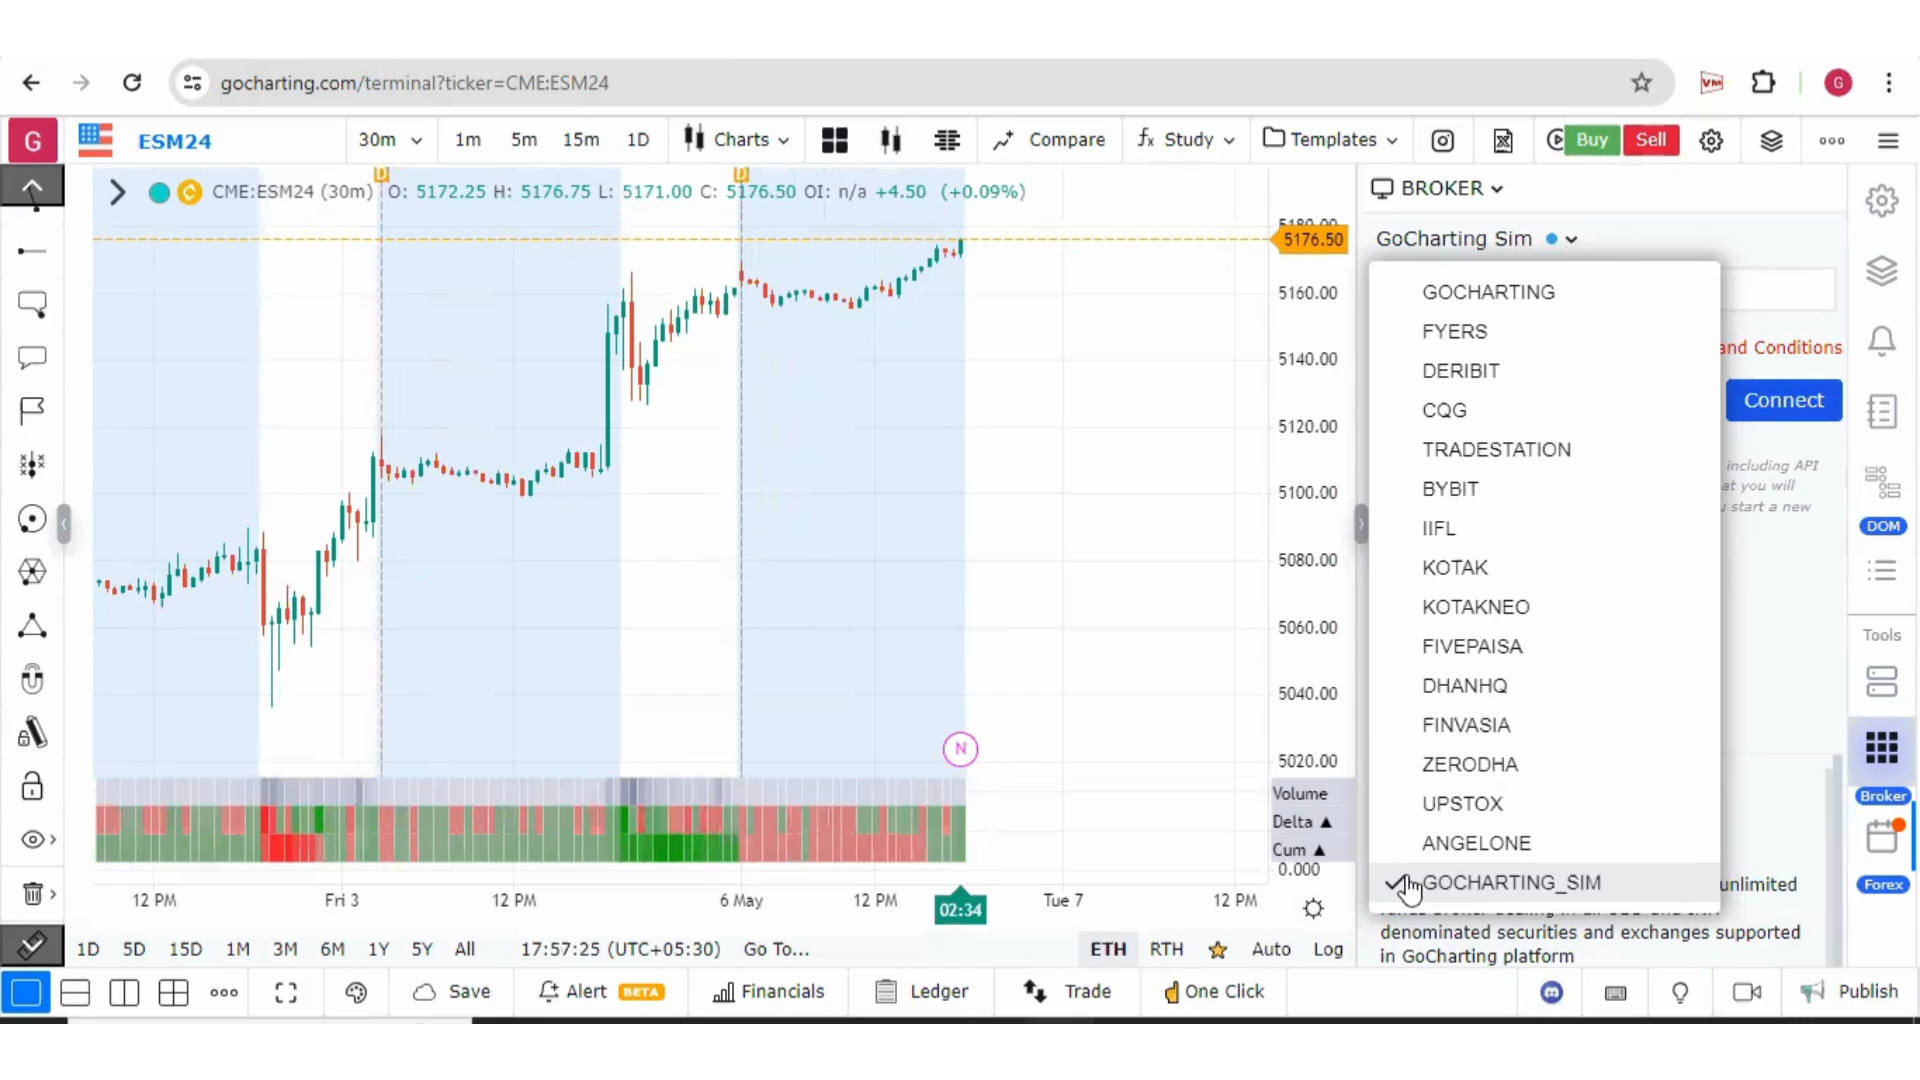 gocharting.com/terminal?ticker=CME:ESM24
VM
G
G
ESM24
30m
1m
5m
15m
1D
Charts
Compare
fx Study
Templates
Buy
Sell
D
D
CME:ESM24 (30m) O: 5172.25 H: 5176.75 L: 5171.00 C: 5176.50 OI: n/a +4.50 (+0.09%)
5180.00
5176.50
5160.00
5140.00
5120.00
5100.00
5080.00
5060.00
5040.00
5020.00
N
Volume
Delta ▲
Cum ▲
0.000
12 PM
Fri 3
12 PM
6 May
12 PM
02:34
Tue 7
12 PM
BROKER
GoCharting Sim
GOCHARTING
FYERS
DERIBIT
CQG
TRADESTATION
BYBIT
IIFL
KOTAK
KOTAKNEO
FIVEPAISA
DHANHQ
FINVASIA
ZERODHA
UPSTOX
ANGELONE
GOCHARTING_SIM
and Conditions
Connect
including API
at you will
start a new
unlimited
denominated securities and exchanges supported
in GoCharting platform
DOM
Tools
Broker
Forex
1D
5D
15D
1M
3M
6M
1Y
5Y
All
17:57:25 (UTC+05:30)
Go To...
ETH
RTH
Auto
Log
Save
Alert BETA
Financials
Ledger
Trade
One Click
Publish